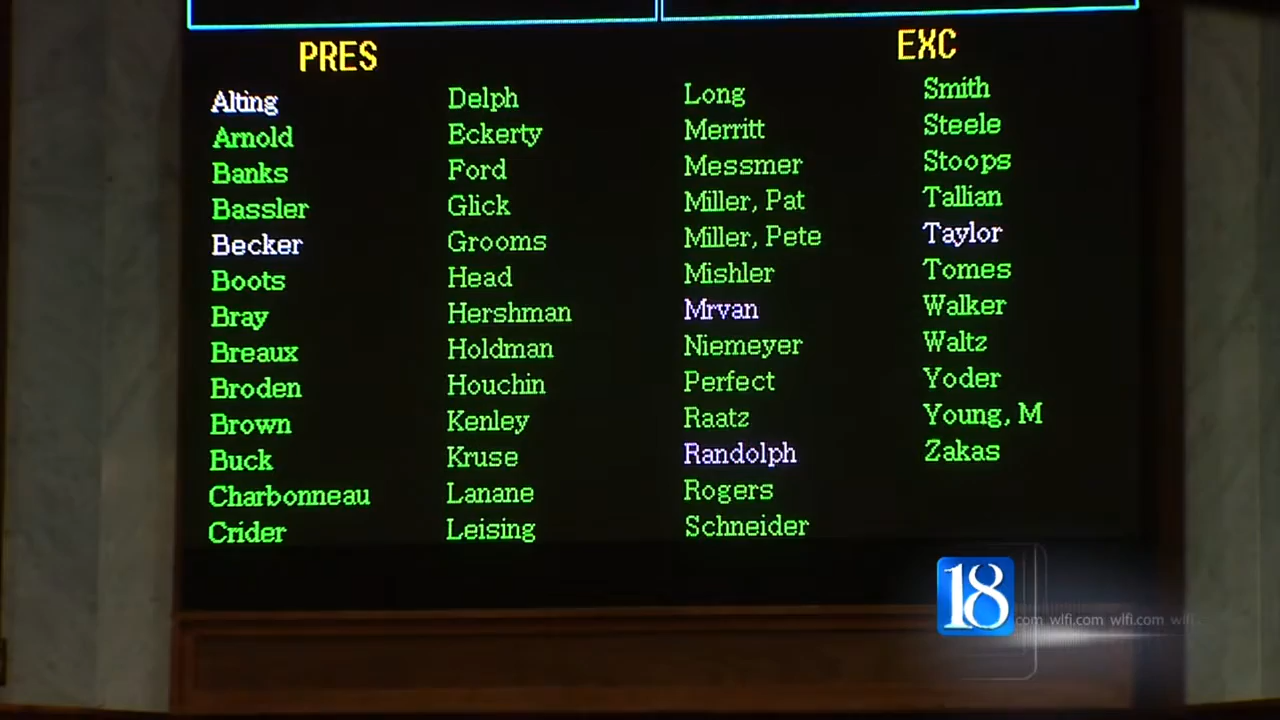 PRES
EXC
Alting
Arnold
Banks
Bassler
Becker
Boots
Bray
Breaux
Broden
Brown
Buck
Charbonneau
Crider
Delph
Eckerty
Ford
Glick
Grooms
Head
Hershman
Holdman
Houchin
Kenley
Kruse
Lanane
Leising
Long
Merritt
Messmer
Miller, Pat
Miller, Pete
Mishler
Mrvan
Niemeyer
Perfect
Raatz
Randolph
Rogers
Schneider
Smith
Steele
Stoops
Tallian
Taylor
Tomes
Walker
Waltz
Yoder
Young, M
Zakas
18
com wlfi.com wlfi.com wlfi